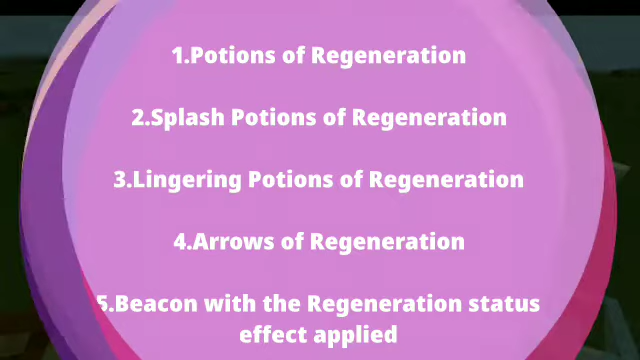 1.Potions of Regeneration
2.Splash Potions of Regeneration
3.Lingering Potions of Regeneration
4.Arrows of Regeneration
5.Beacon with the Regeneration status
effect applied